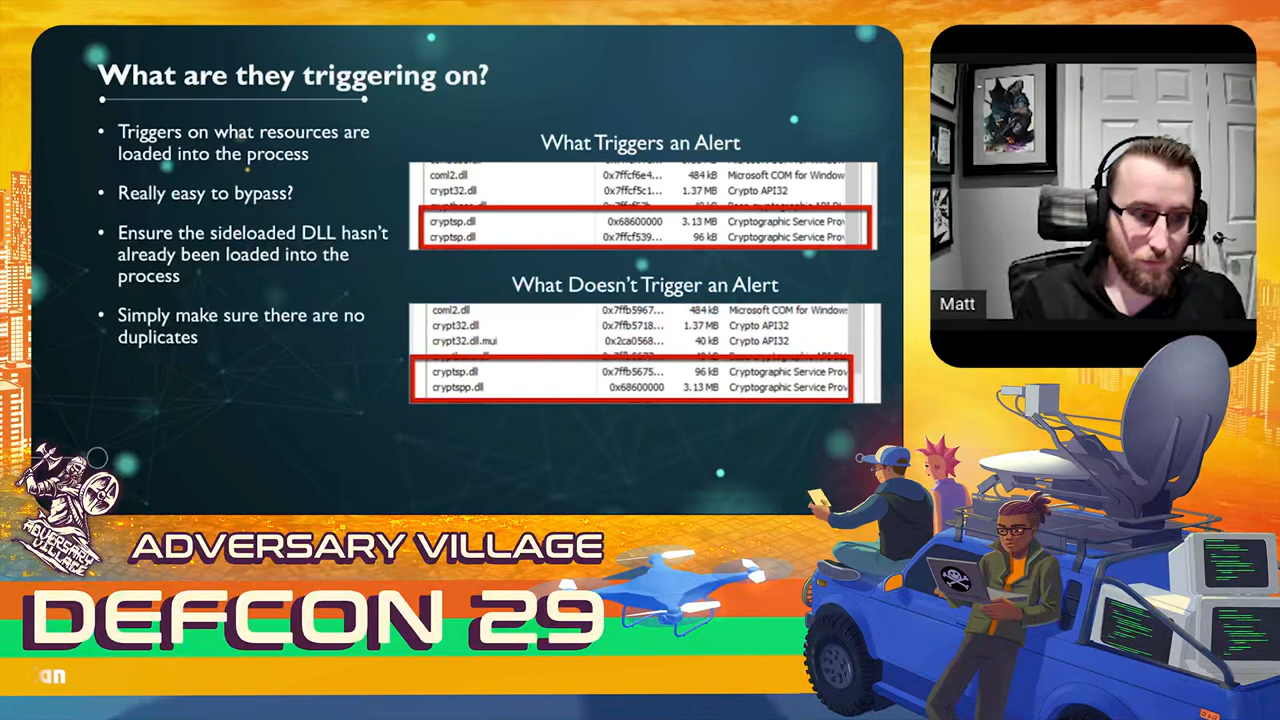 What are they triggering on?
• Triggers on what resources are
loaded into the process
• Really easy to bypass?
• Ensure the sideloaded DLL hasn't
already been loaded into the
process
• Simply make sure there are no
duplicates
What Triggers an Alert
coml2.dll 0x7ffcf6e4... 484 kB Microsoft COM for Window
crypt32.dll 0x7ffcf5c1... 1.37 MB Crypto API32
cryptsp.dll 0x68600000 3.13 MB Cryptographic Service Prov
cryptsp.dll 0x7ffcf539... 96 kB Cryptographic Service Prov
What Doesn't Trigger an Alert
coml2.dll 0x7ffb5967... 484 kB Microsoft COM for Windows
crypt32.dll 0x7ffb5718... 1.37 MB Crypto API32
crypt32.dll.mui 0x2ca0568... 40 kB Crypto API32
cryptsp.dll 0x7ffb5675... 96 kB Cryptographic Service Prov
cryptspp.dll 0x68600000 3.13 MB Cryptographic Service Prov
Matt
ADVERSARY VILLAGE
ADVERSARY VILLAGE
DEFCON 29
an